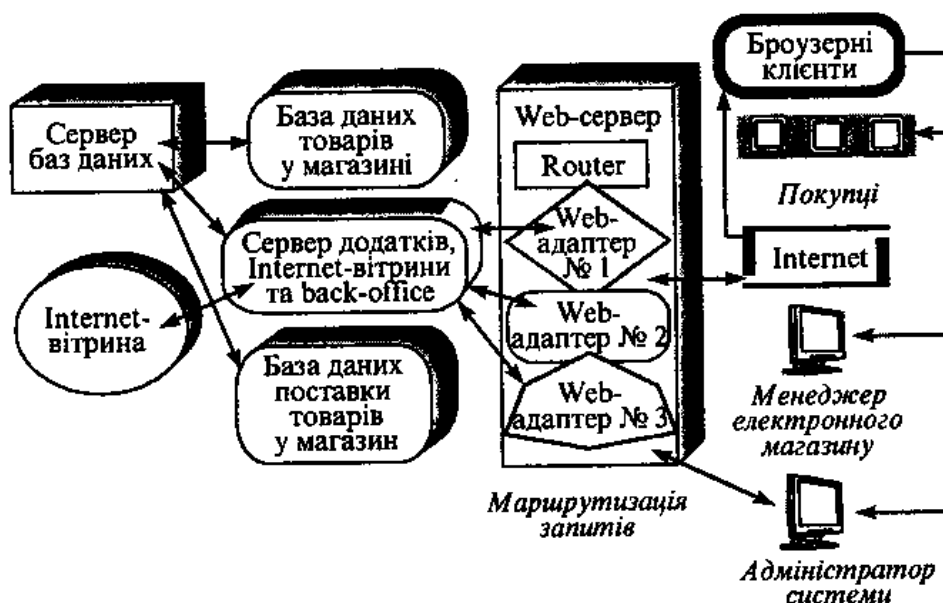 Сервер
баз даних
База даних
товарів
у магазині
Сервер додатків,
Internet-вітрини
та back-office
Internet-
вітрина
База даних
поставки
товарів
у магазин
Web-сервер
Router
Web-
адаптер
№ 1
Web-
адаптер № 2
Web-
адаптер № 3
Маршрутизація
запитів
Броузерні
клієнти
Покупці
Internet
Менеджер
електронного
магазину
Адміністратор
системи